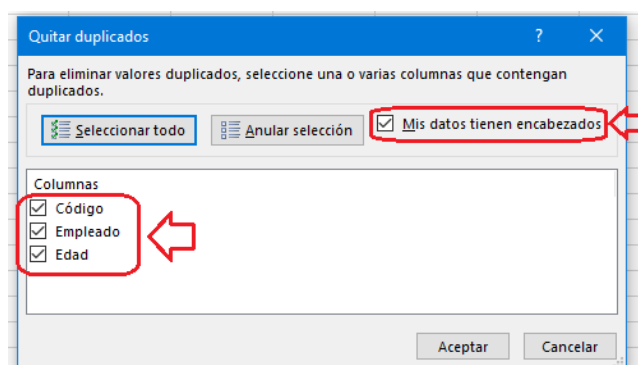 Quitar duplicados
Para eliminar valores duplicados, seleccione una o varias columnas que contengan
duplicados.
Seleccionar todo
Anular selección
Mis datos tienen encabezados
Columnas
Código
Empleado
Edad
Aceptar
Cancelar